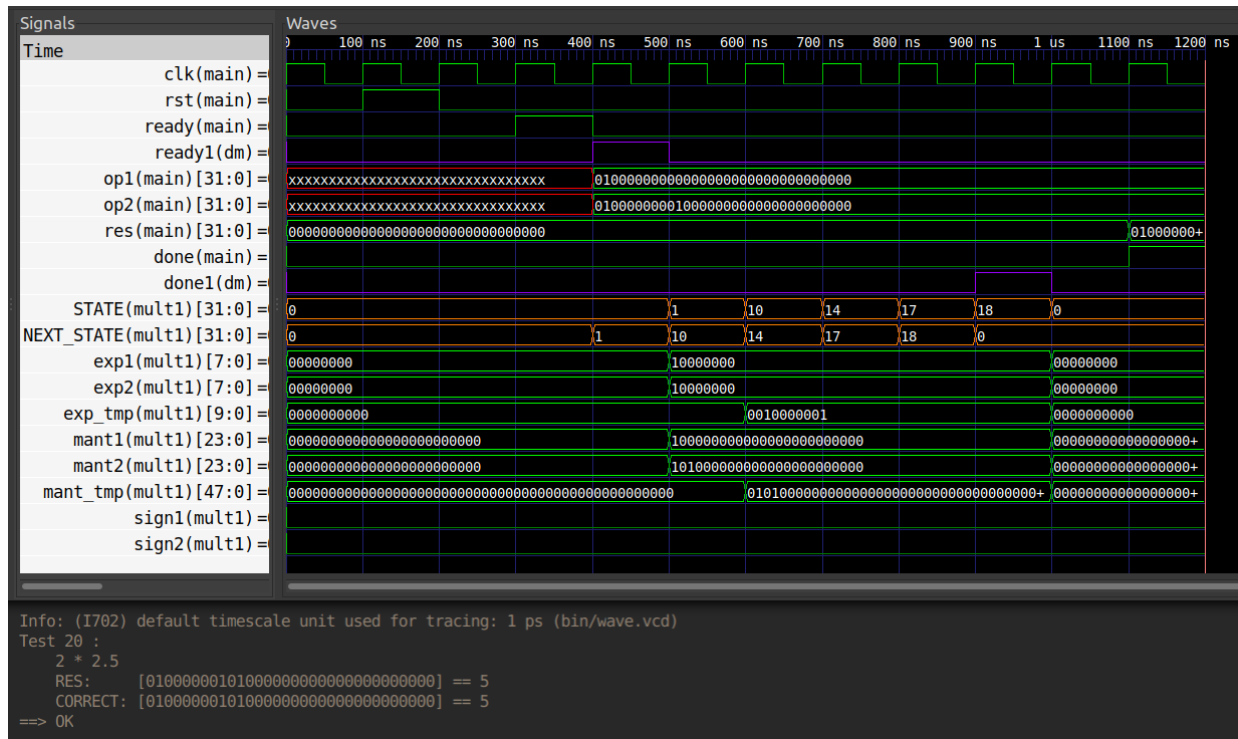 Signals
Waves
Time
0 100 ns 200 ns 300 ns 400 ns 500 ns 600 ns 700 ns 800 ns 900 ns 1 us 1100 ns 1200 ns
clk(main) =
rst(main) =
ready(main) =
ready1(dm) =
op1(main)[31:0] = xxxxxxxxxxxxxxxxxxxxxxxxxxxxxxxx 01000000000000000000000000000000
op2(main)[31:0] = xxxxxxxxxxxxxxxxxxxxxxxxxxxxxxxx 01000000001000000000000000000000
res(main)[31:0] = 00000000000000000000000000000000 01000000+
done(main) =
done1(dm) =
STATE(mult1)[31:0] = 0 1 10 14 17 18 0
NEXT_STATE(mult1)[31:0] = 0 1 10 14 17 18 0
exp1(mult1)[7:0] = 00000000 10000000 00000000
exp2(mult1)[7:0] = 00000000 10000000 00000000
exp_tmp(mult1)[9:0] = 0000000000 0010000001 0000000000
mant1(mult1)[23:0] = 000000000000000000000000 100000000000000000000000 00000000000000000+
mant2(mult1)[23:0] = 000000000000000000000000 101000000000000000000000 00000000000000000+
mant_tmp(mult1)[47:0] = 000000000000000000000000000000000000000000000000 010100000000000000000000000000000000+ 00000000000000000+
sign1(mult1) =
sign2(mult1) =
Info: (I702) default timescale unit used for tracing: 1 ps (bin/wave.vcd)
Test 20 :
2 * 2.5
RES: [01000000101000000000000000000000] == 5
CORRECT: [01000000101000000000000000000000] == 5
==> OK